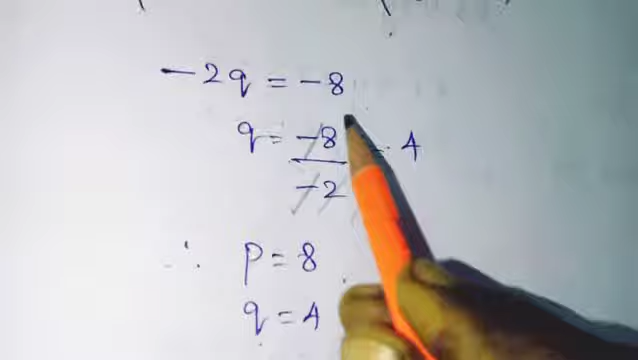 -2q = -8
q = -8/-2 = 4
∴ p = 8
q = 4